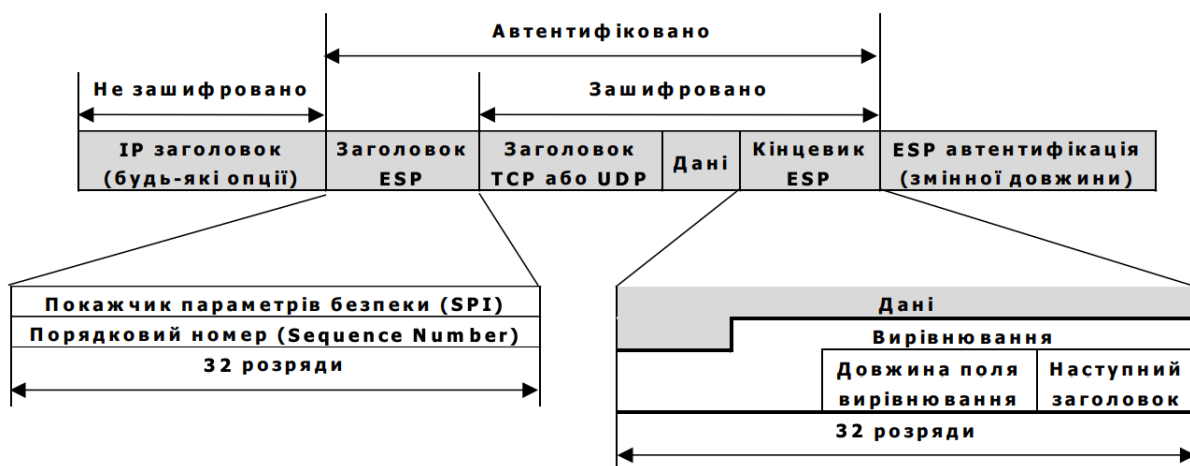 Автентифіковано
Не зашифровано
Зашифровано
IP заголовок
(будь-які опції)
Заголовок
ESP
Заголовок
TCP або UDP
Дані
Кінцевик
ESP
ESP автентифікація
(змінної довжини)
Покажчик параметрів безпеки (SPI)
Порядковий номер (Sequence Number)
32 розряди
Дані
Вирівнювання
Довжина поля
вирівнювання
Наступний
заголовок
32 розряди